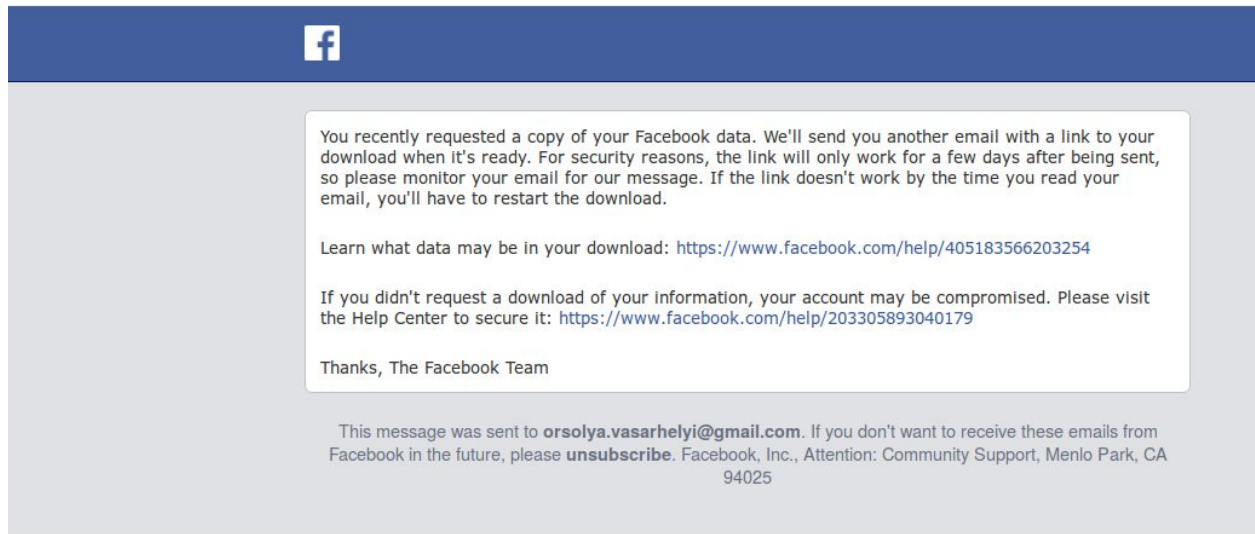 f
You recently requested a copy of your Facebook data. We'll send you another email with a link to your
download when it's ready. For security reasons, the link will only work for a few days after being sent,
so please monitor your email for our message. If the link doesn't work by the time you read your
email, you'll have to restart the download.
Learn what data may be in your download: https://www.facebook.com/help/405183566203254
If you didn't request a download of your information, your account may be compromised. Please visit
the Help Center to secure it: https://www.facebook.com/help/203305893040179
Thanks, The Facebook Team
This message was sent to orsolya.vasarhelyi@gmail.com. If you don't want to receive these emails from
Facebook in the future, please unsubscribe. Facebook, Inc., Attention: Community Support, Menlo Park, CA
94025